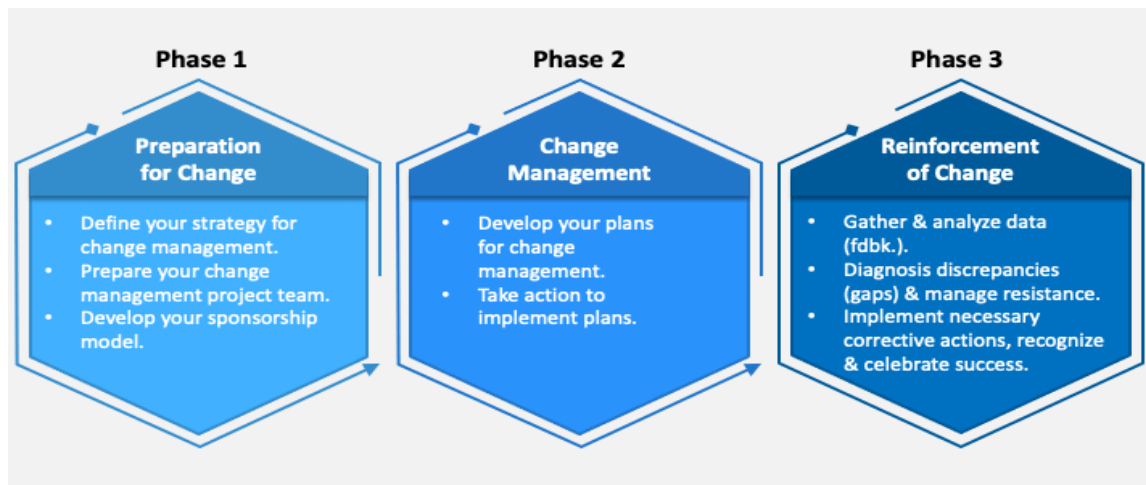 Phase 1
Preparation
for Change
• Define your strategy for
change management.
• Prepare your change
management project team.
• Develop your sponsorship
model.
Phase 2
Change
Management
• Develop your plans
for change
management.
• Take action to
implement plans.
Phase 3
Reinforcement
of Change
• Gather & analyze data
(fdbk.).
• Diagnosis discrepancies
(gaps) & manage resistance.
• Implement necessary
corrective actions, recognize
& celebrate success.